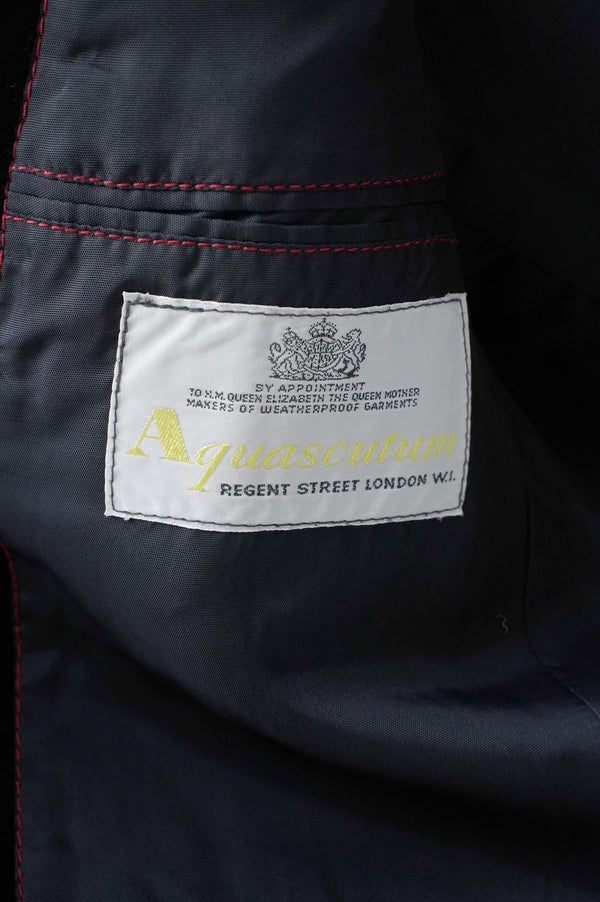 BY APPOINTMENT
TO H.M. QUEEN ELIZABETH THE QUEEN MOTHER
MAKERS OF WEATHERPROOF GARMENTS
Aquascutum
REGENT STREET LONDON W.I.